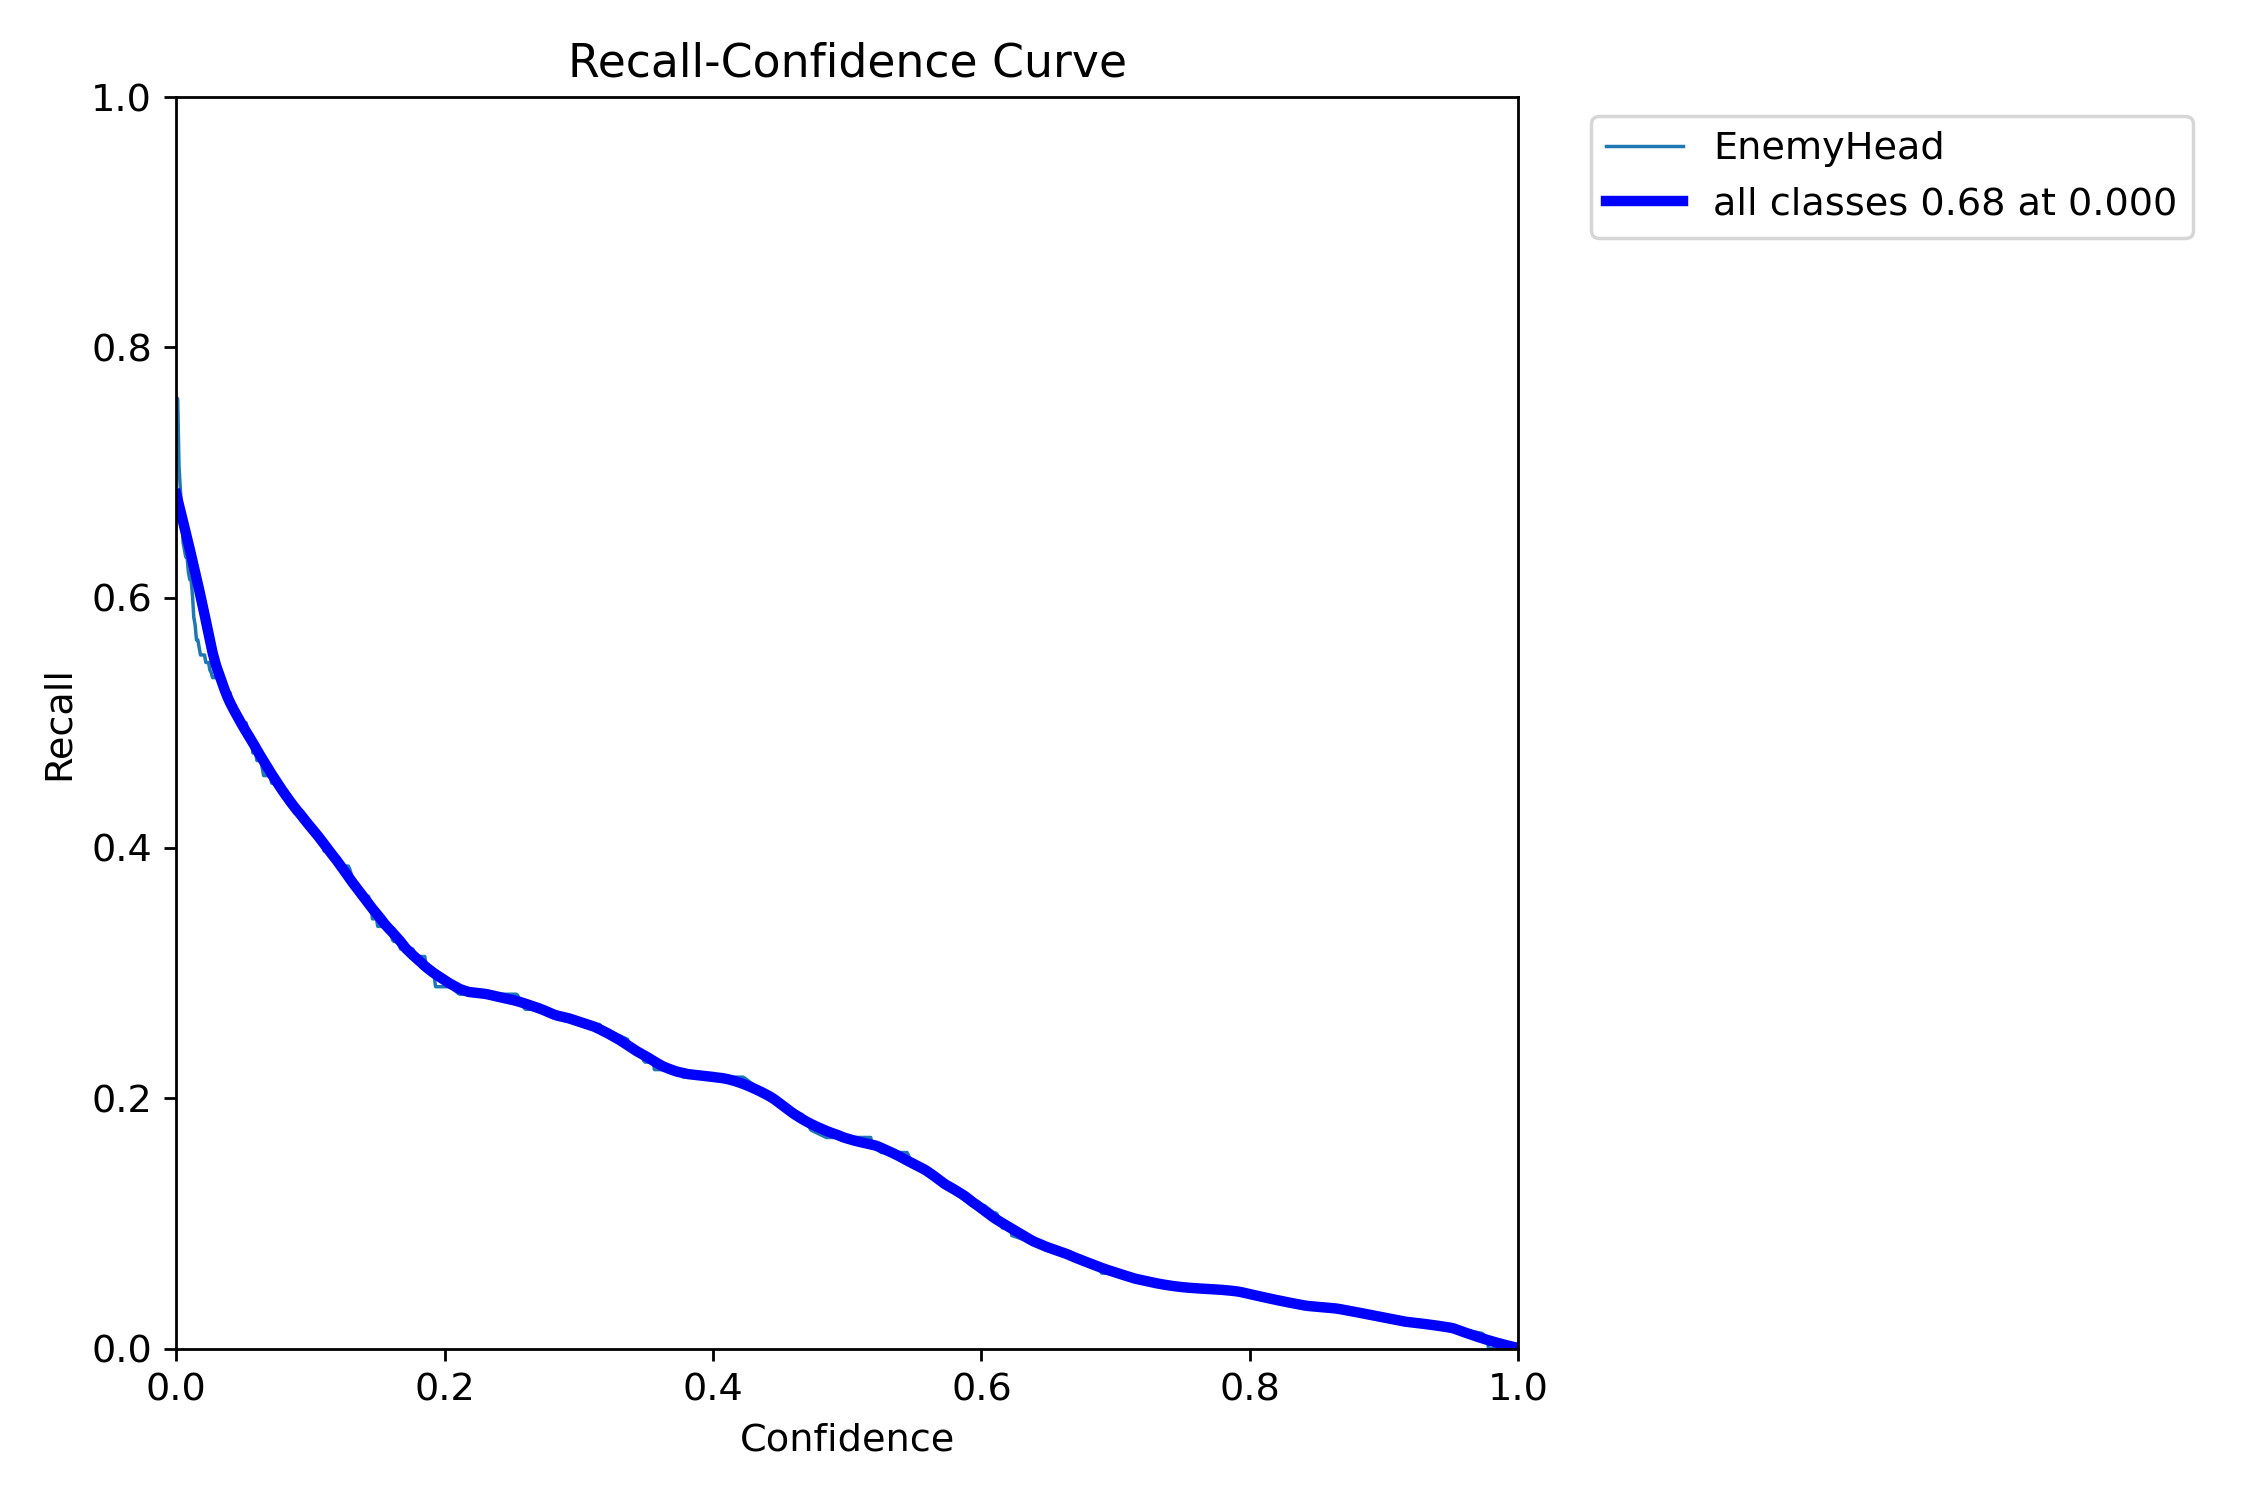 Recall-Confidence Curve
1.0
0.8
0.6
0.4
0.2
0.0
Recall
0.0 0.2 0.4 0.6 0.8 1.0
Confidence
EnemyHead
all classes 0.68 at 0.000